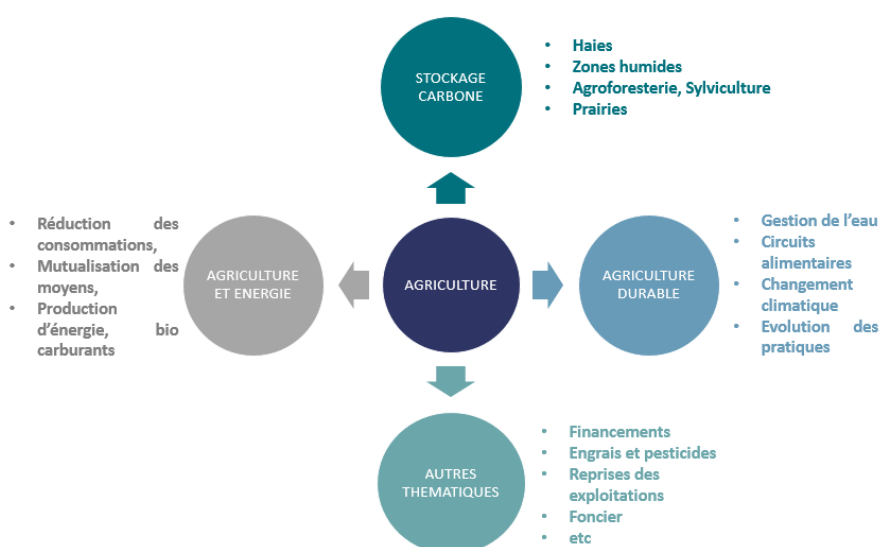 STOCKAGE
CARBONE
• Haies
• Zones humides
• Agroforesterie, Sylviculture
• Prairies
• Réduction des
consommations,
• Mutualisation des
moyens,
• Production
d'énergie, bio
carburants
AGRICULTURE
ET ENERGIE
AGRICULTURE
AGRICULTURE
DURABLE
• Gestion de l'eau
• Circuits
alimentaires
• Changement
climatique
• Evolution des
pratiques
AUTRES
THEMATIQUES
• Financements
• Engrais et pesticides
• Reprises des
exploitations
• Foncier
• etc